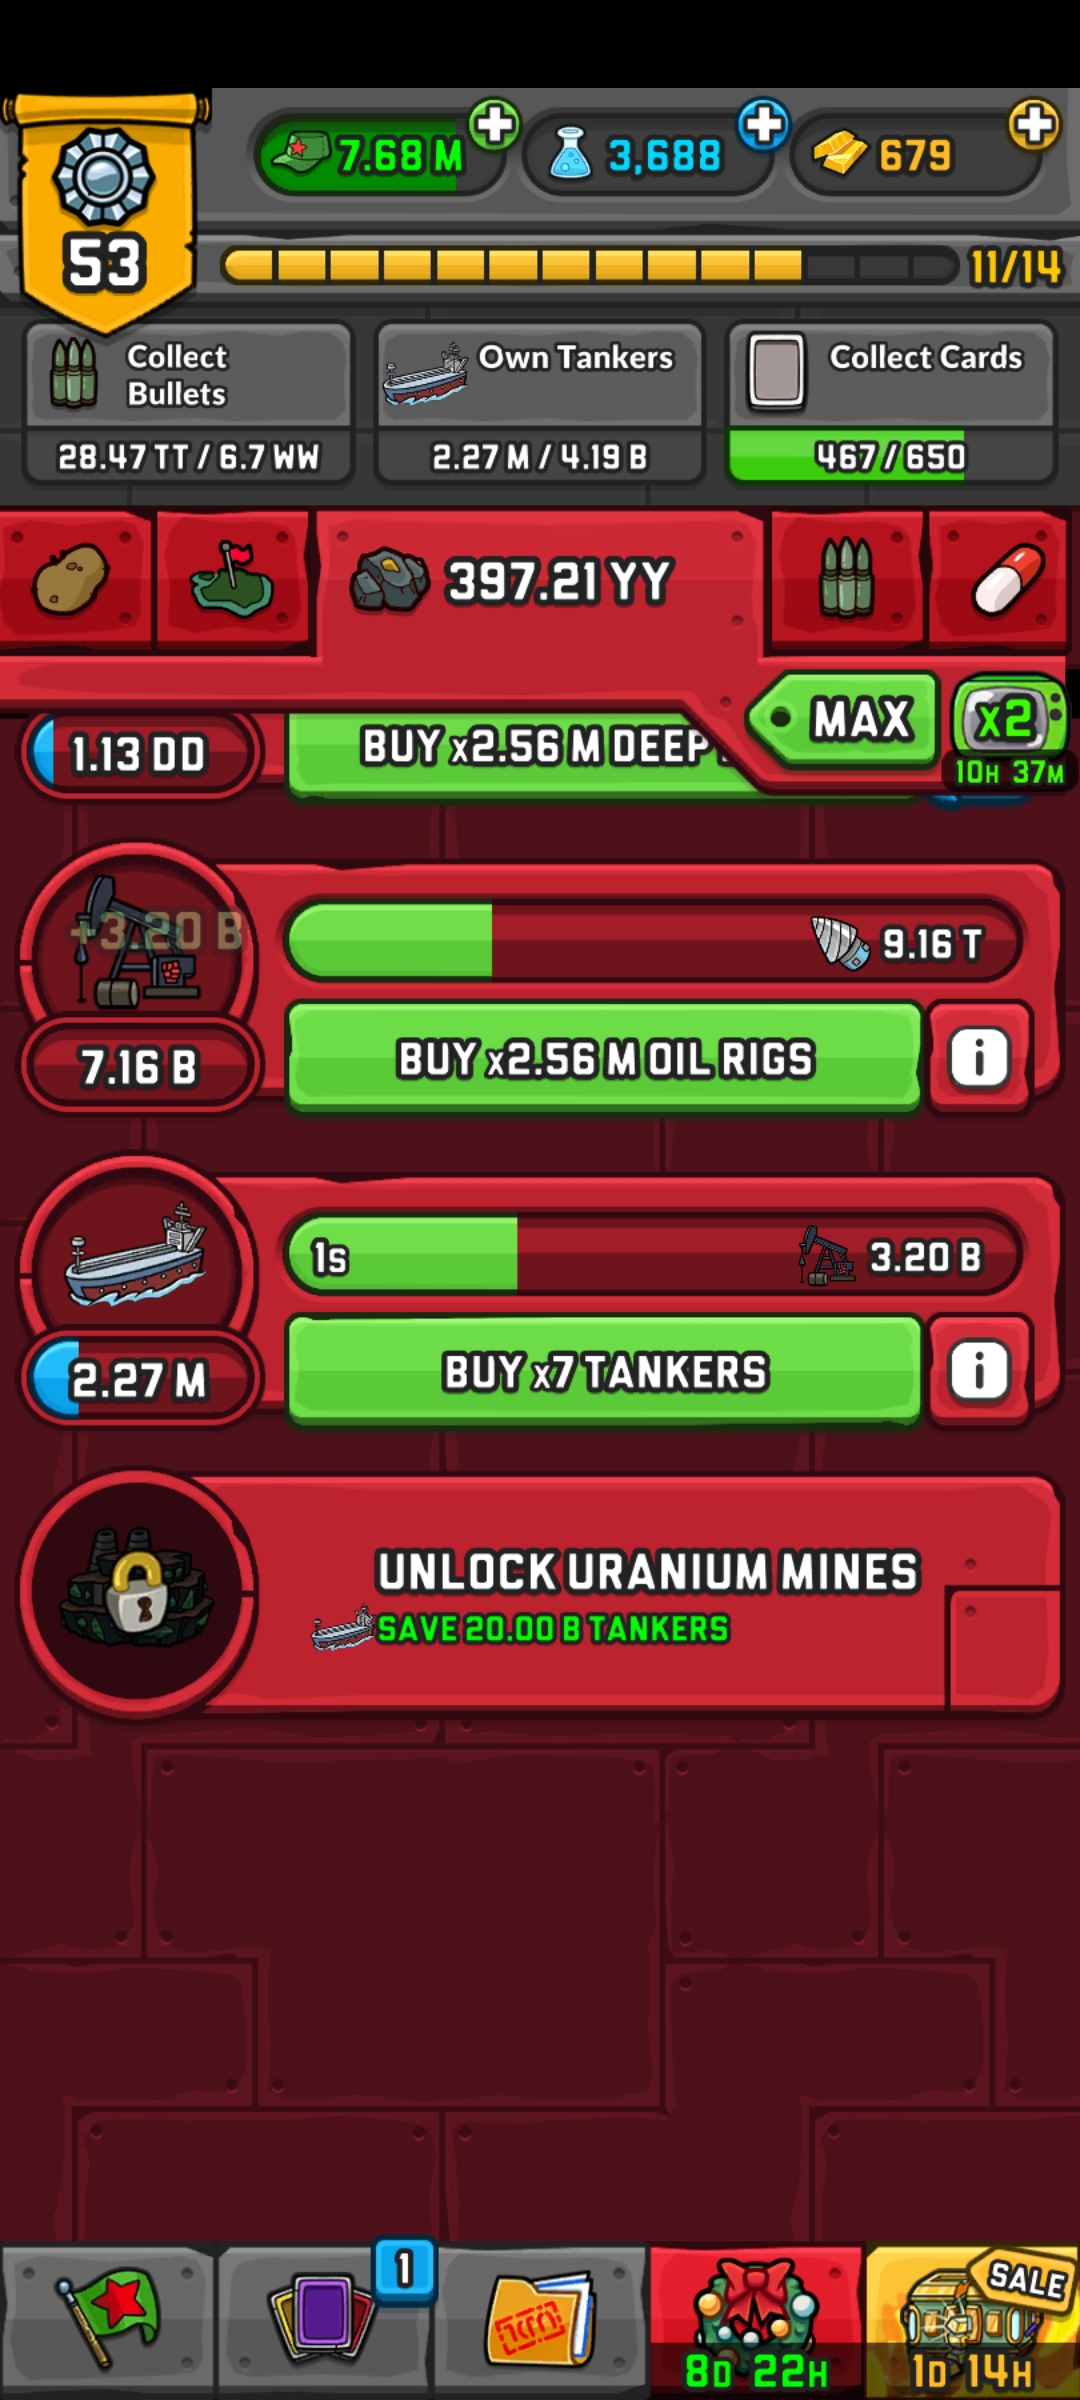 7.68 M
3,688
679
53
11/14
Collect
Bullets
Own Tankers
Collect Cards
28.47 TT / 6.7 WW
2.27 M / 4.19 B
467 / 650
397.21 YY
MAX
x2
10H 37M
1.13 DD
BUY x2.56 M DEEP
+3.20 B
9.16 T
7.16 B
BUY x2.56 M OIL RIGS
i
1s
3.20 B
2.27 M
BUY x7 TANKERS
i
UNLOCK URANIUM MINES
SAVE 20.00 B TANKERS
1
SALE
8D 22H
1D 14H